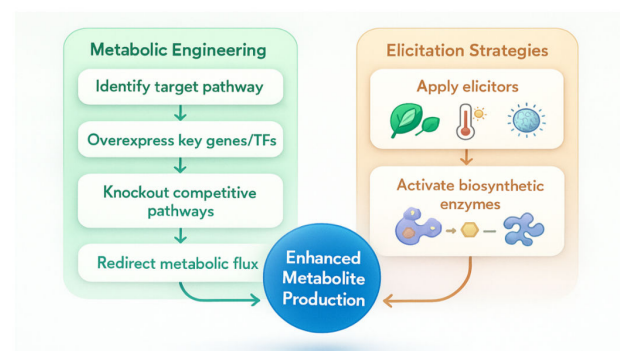 Metabolic Engineering
Identify target pathway
Overexpress key genes/TFs
Knockout competitive
pathways
Redirect metabolic flux
Elicitation Strategies
Apply elicitors
Activate biosynthetic
enzymes
Enhanced
Metabolite
Production